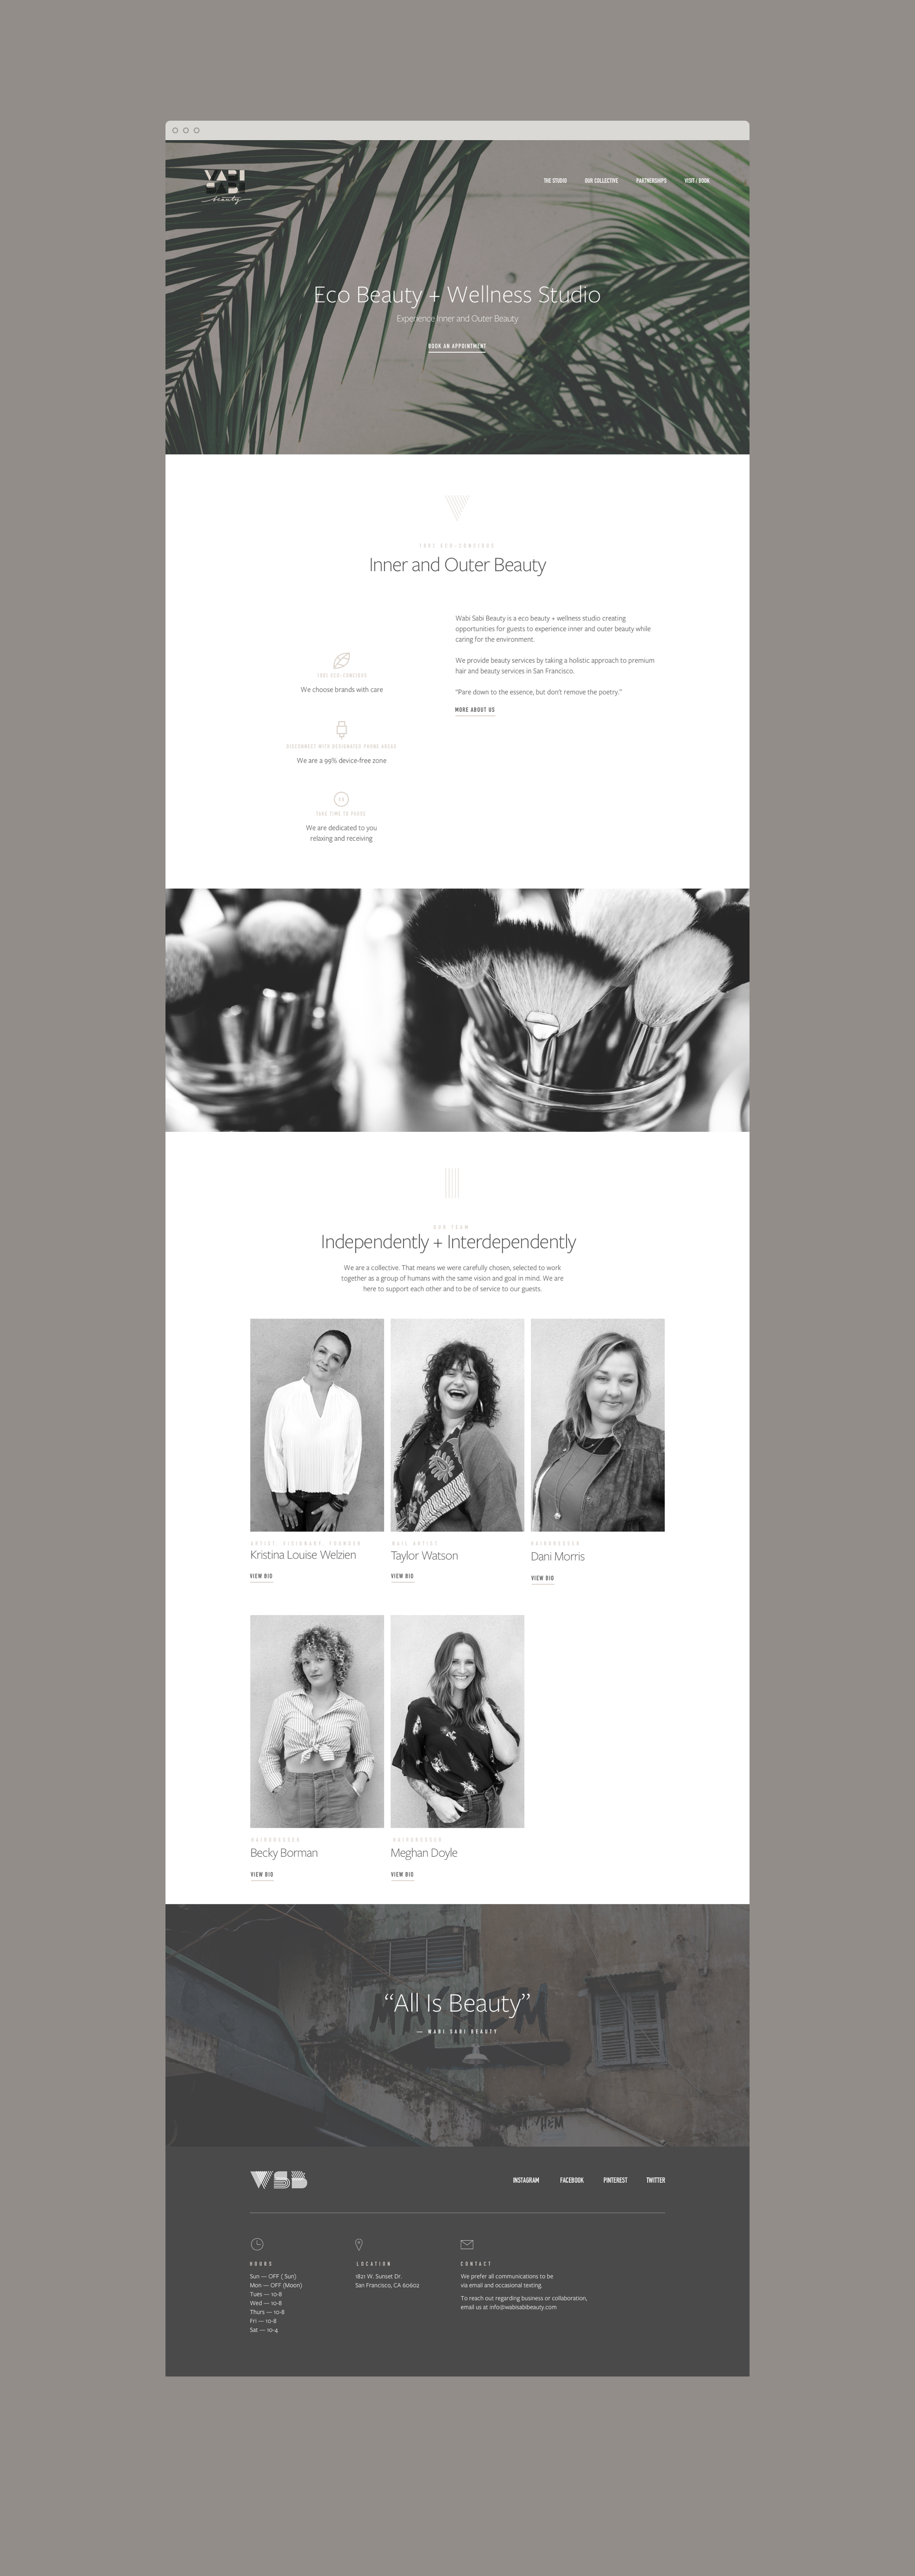 WABI
SABI
beauty
THE STUDIO
OUR COLLECTIVE
PARTNERSHIPS
VISIT / BOOK
Eco Beauty + Wellness Studio
Experience Inner and Outer Beauty
BOOK AN APPOINTMENT
100% ECO-CONCIOUS
Inner and Outer Beauty
100% ECO-CONCIOUS
We choose brands with care
DISCONNECT WITH DESIGNATED PHONE AREAS
We are a 99% device-free zone
TAKE TIME TO PAUSE
We are dedicated to you
relaxing and receiving
Wabi Sabi Beauty is a eco beauty + wellness studio creating
opportunities for guests to experience inner and outer beauty while
caring for the environment.
We provide beauty services by taking a holistic approach to premium
hair and beauty services in San Francisco.
“Pare down to the essence, but don’t remove the poetry.”
MORE ABOUT US
OUR TEAM
Independently + Interdependently
We are a collective. That means we were carefully chosen, selected to work
together as a group of humans with the same vision and goal in mind. We are
here to support each other and to be of service to our guests.
ARTIST, VISIONARY, FOUNDER
Kristina Louise Welzien
VIEW BIO
NAIL ARTIST
Taylor Watson
VIEW BIO
HAIRDRESSER
Dani Morris
VIEW BIO
HAIRDRESSER
Becky Borman
VIEW BIO
HAIRDRESSER
Meghan Doyle
VIEW BIO
“All Is Beauty”
— WABI SABI BEAUTY
WSB
INSTAGRAM
FACEBOOK
PINTEREST
TWITTER
HOURS
Sun — OFF ( Sun)
Mon — OFF (Moon)
Tues — 10-8
Wed — 10-8
Thurs — 10-8
Fri — 10-8
Sat — 10-4
LOCATION
1821 W. Sunset Dr.
San Francisco, CA 60602
CONTACT
We prefer all communications to be
via email and occasional texting.
To reach out regarding business or collaboration,
email us at info@wabisabibeauty.com